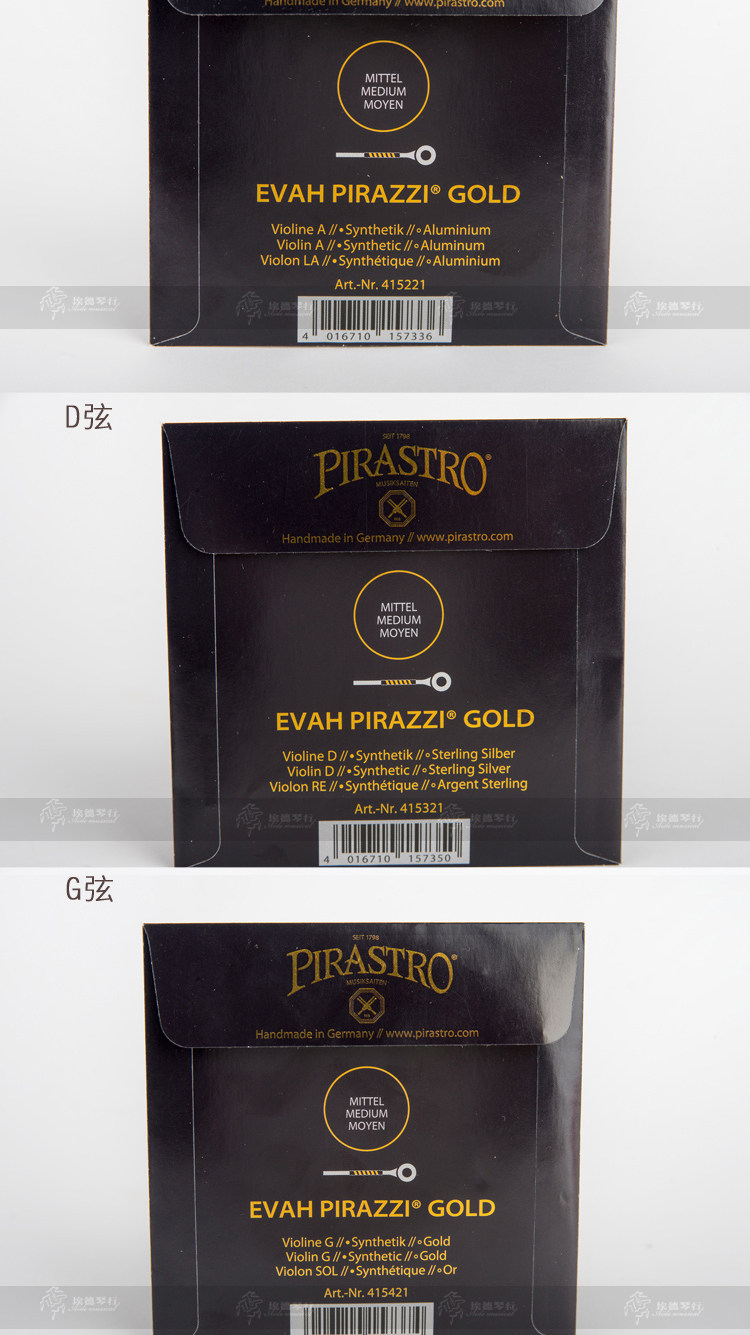 Handmade in Germany // www.pirastro.com
MITTEL
MEDIUM
MOYEN
EVAH PIRAZZI® GOLD
Violine A //•Synthetik //∘Aluminium
Violin A //•Synthetic //∘Aluminum
Violon LA //•Synthétique //∘Aluminium
Art.-Nr. 415221
4 016710 157336
D弦
SEIT 1798
PIRASTRO®
MUSIKSAITEN
Handmade in Germany // www.pirastro.com
MITTEL
MEDIUM
MOYEN
EVAH PIRAZZI® GOLD
Violine D //•Synthetik //∘Sterling Silber
Violin D //•Synthetic //∘Sterling Silver
Violon RE //•Synthétique //∘Argent Sterling
Art.-Nr. 415321
4 016710 157350
G弦
SEIT 1798
PIRASTRO®
MUSIKSAITEN
Handmade in Germany // www.pirastro.com
MITTEL
MEDIUM
MOYEN
EVAH PIRAZZI® GOLD
Violine G //•Synthetik //∘Gold
Violin G //•Synthetic //∘Gold
Violon SOL //•Synthétique //∘Or
Art.-Nr. 415421